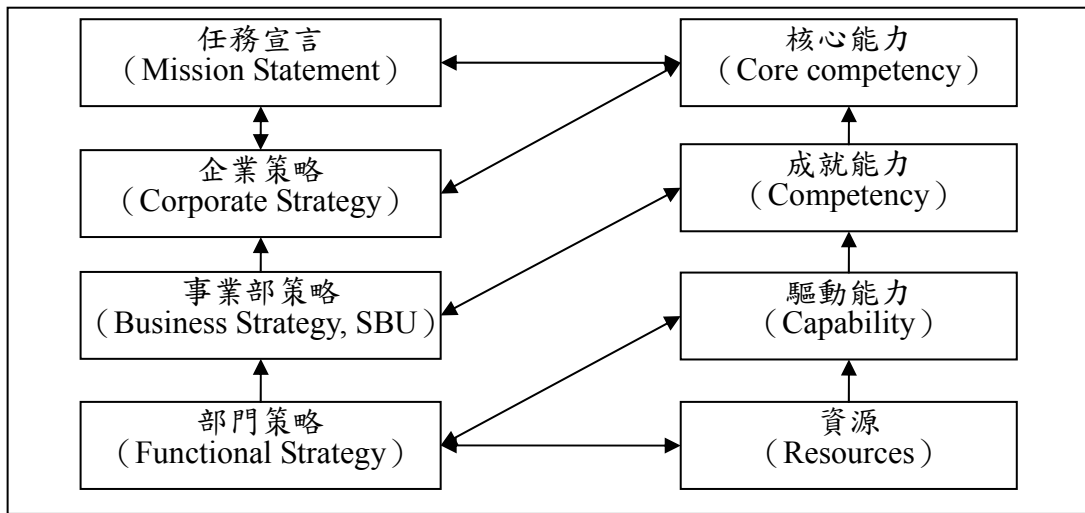 任務宣言
（Mission Statement）
核心能力
（Core competency）
企業策略
（Corporate Strategy）
成就能力
（Competency）
事業部策略
（Business Strategy, SBU）
驅動能力
（Capability）
部門策略
（Functional Strategy）
資源
（Resources）